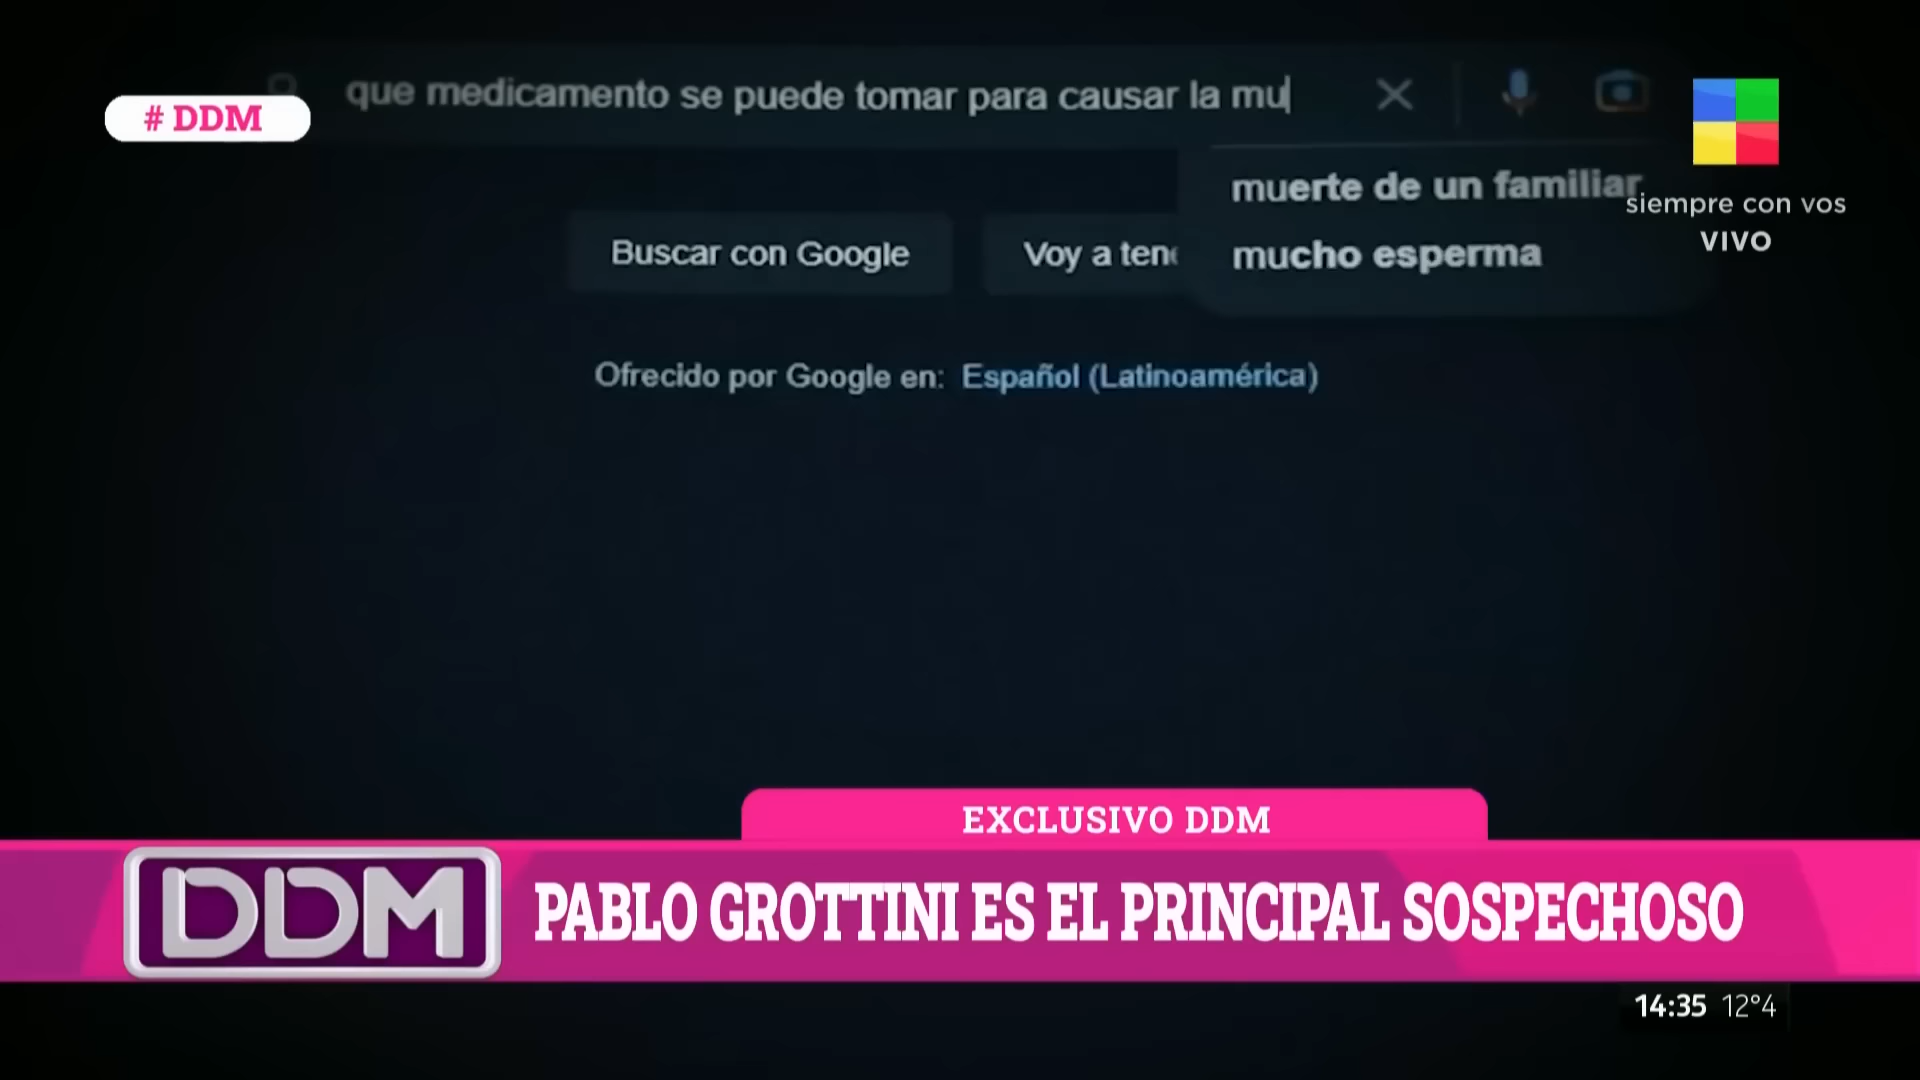 que medicamento se puede tomar para causar la mu
# DDM
muerte de un familiar
siempre con vos
VIVO
Buscar con Google
Voy a ten
mucho esperma
Ofrecido por Google en: Español (Latinoamérica)
EXCLUSIVO DDM
DDM
PABLO GROTTINI ES EL PRINCIPAL SOSPECHOSO
14:35 12°4